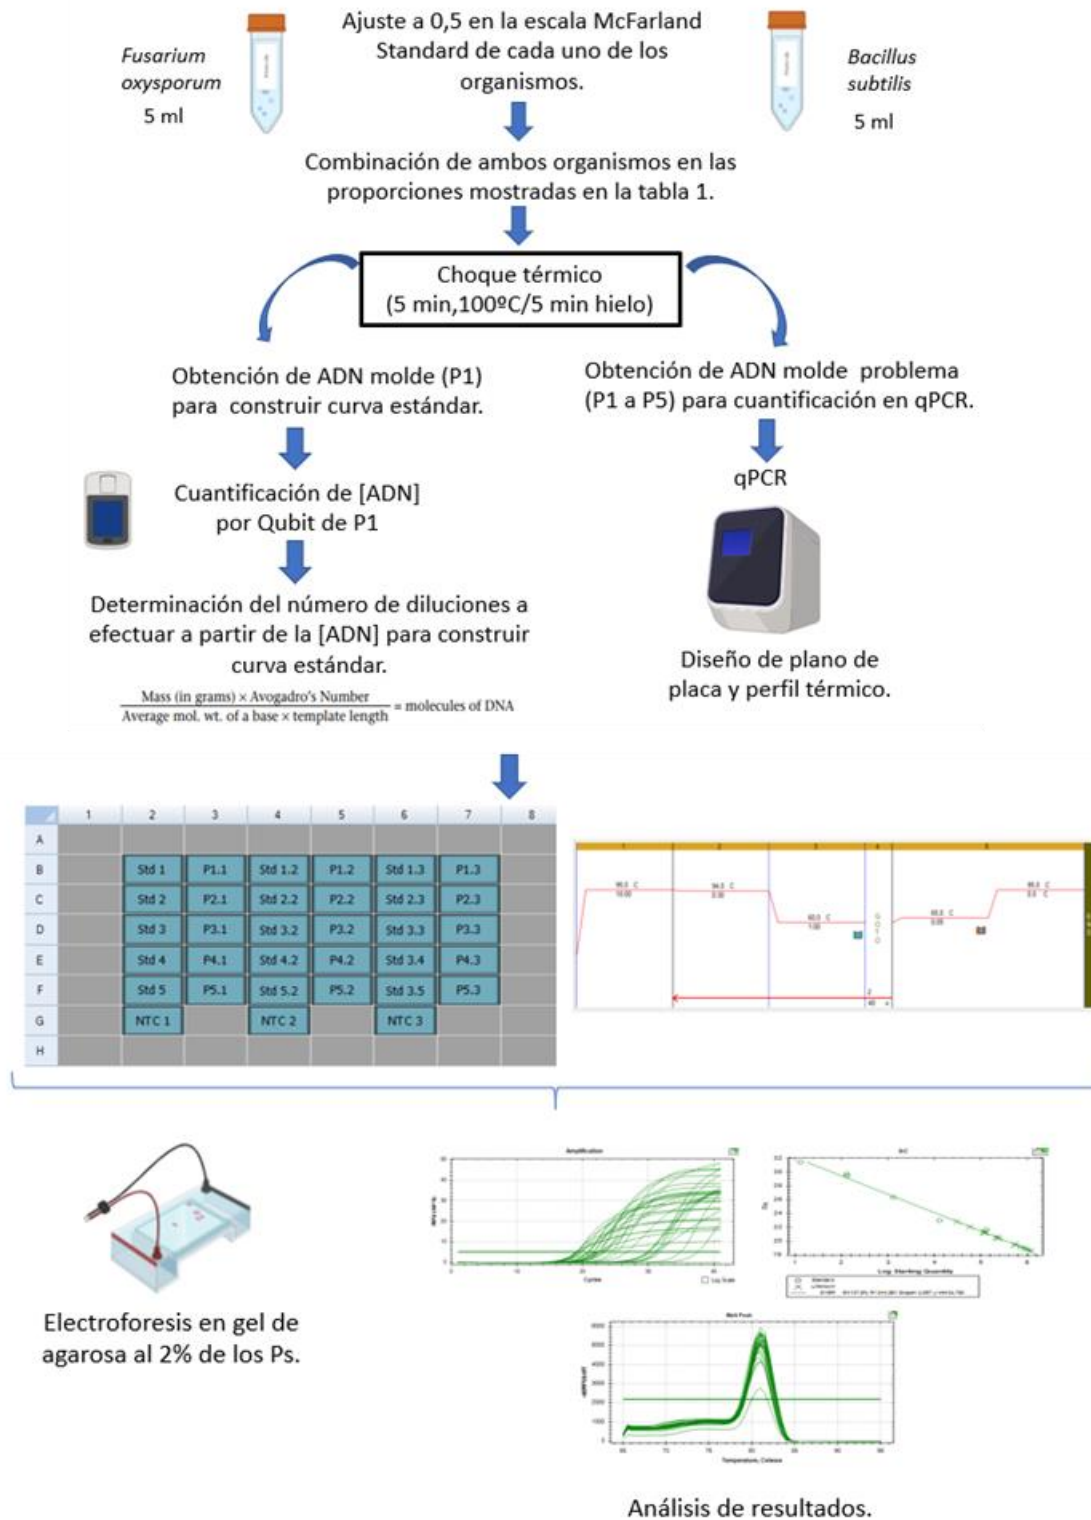 Ajuste a 0,5 en la escala McFarland
Standard de cada uno de los
organismos.
Fusarium
oxysporum
5 ml
Bacillus
subtilis
5 ml
Combinación de ambos organismos en las
proporciones mostradas en la tabla 1.
Choque térmico
(5 min,100ºC/5 min hielo)
Obtención de ADN molde (P1)
para construir curva estándar.
Obtención de ADN molde problema
(P1 a P5) para cuantificación en qPCR.
Cuantificación de [ADN]
por Qubit de P1
qPCR
Determinación del número de diluciones a
efectuar a partir de la [ADN] para construir
curva estándar.
Mass (in grams) × Avogadro's Number
Average mol. wt. of a base × template length
= molecules of DNA
Diseño de plano de
placa y perfil térmico.
1 2 3 4 5 6 7 8
A
B Std 1 P1.1 Std 1.2 P1.2 Std 1.3 P1.3
C Std 2 P2.1 Std 2.2 P2.2 Std 2.3 P2.3
D Std 3 P3.1 Std 3.2 P3.2 Std 3.3 P3.3
E Std 4 P4.1 Std 4.2 P4.2 Std 3.4 P4.3
F Std 5 P5.1 Std 5.2 P5.2 Std 3.5 P5.3
G NTC 1 NTC 2 NTC 3
H
Amplification
Cycles
Log Scale
Log Starting Quantity
Standard
Melt Peak
Temperature, Celsius
Electroforesis en gel de
agarosa al 2% de los Ps.
Análisis de resultados.